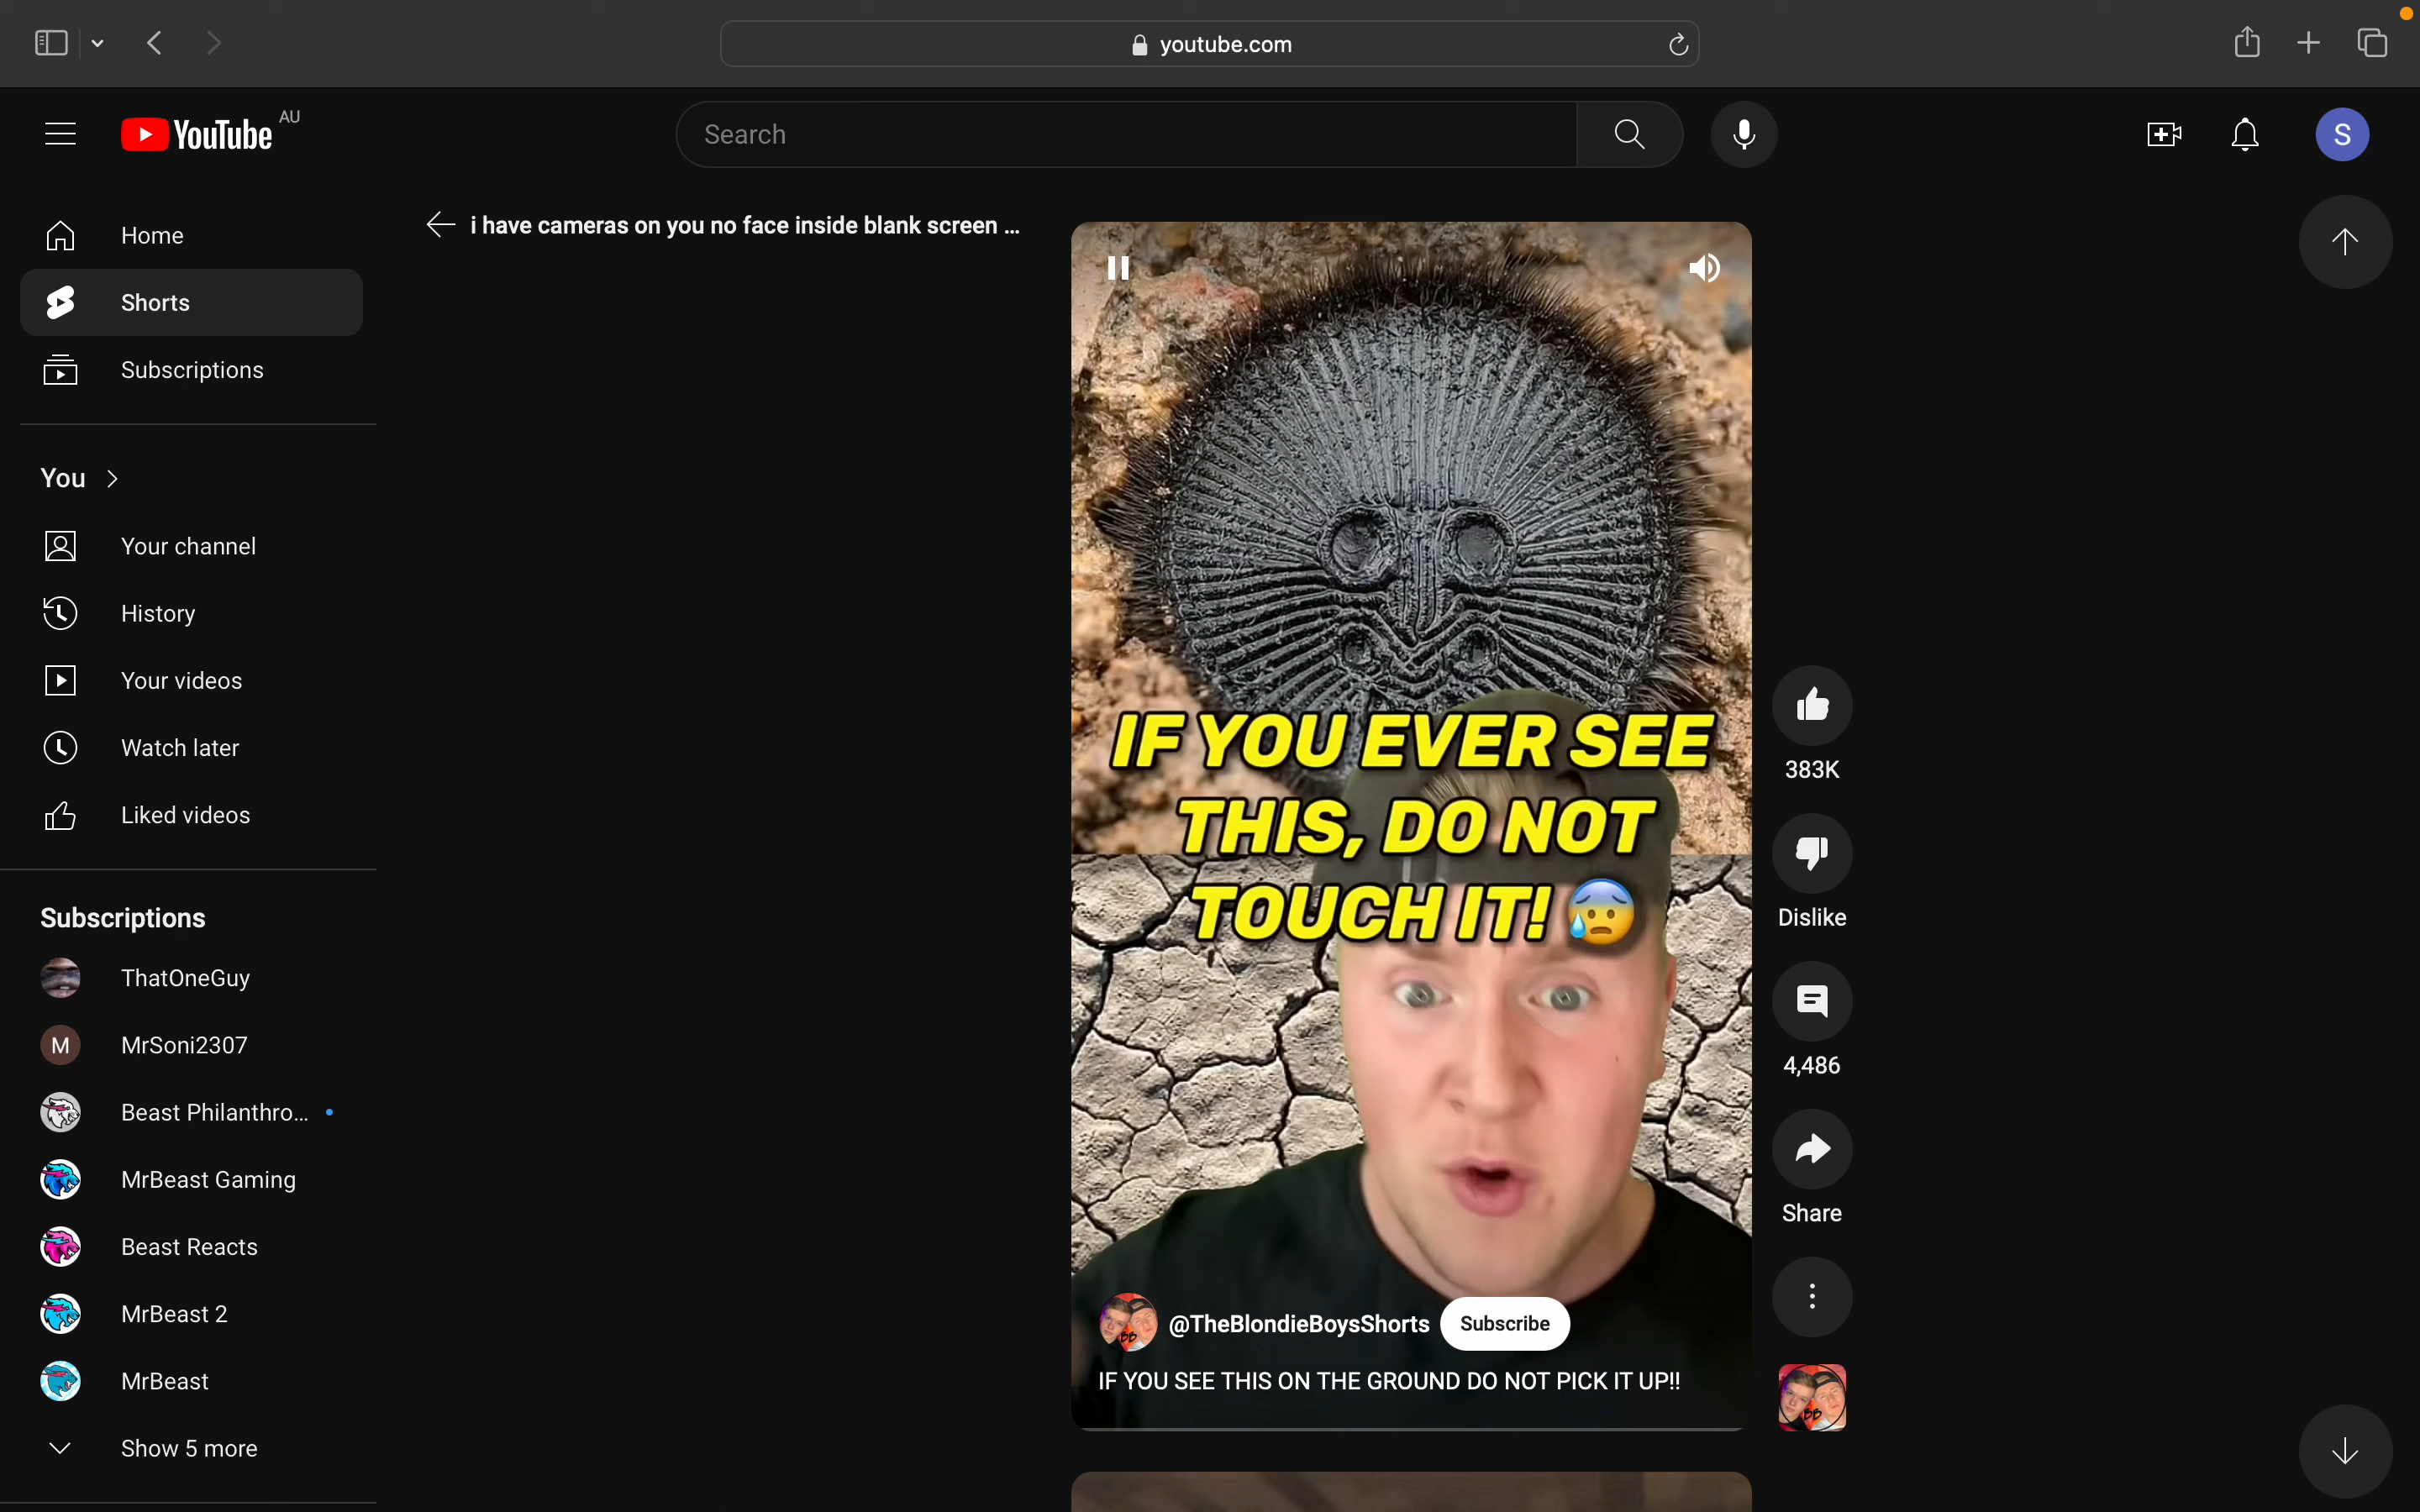 youtube.com
YouTube AU
Search
S
Home
Shorts
Subscriptions
You
Your channel
History
Your videos
Watch later
Liked videos
Subscriptions
ThatOneGuy
M MrSoni2307
Beast Philanthro...
MrBeast Gaming
Beast Reacts
MrBeast 2
MrBeast
Show 5 more
i have cameras on you no face inside blank screen ...
IF YOU EVER SEE
THIS, DO NOT
TOUCH IT! 😰
BB @TheBlondieBoysShorts Subscribe
IF YOU SEE THIS ON THE GROUND DO NOT PICK IT UP!!
383K
Dislike
4,486
Share
BB